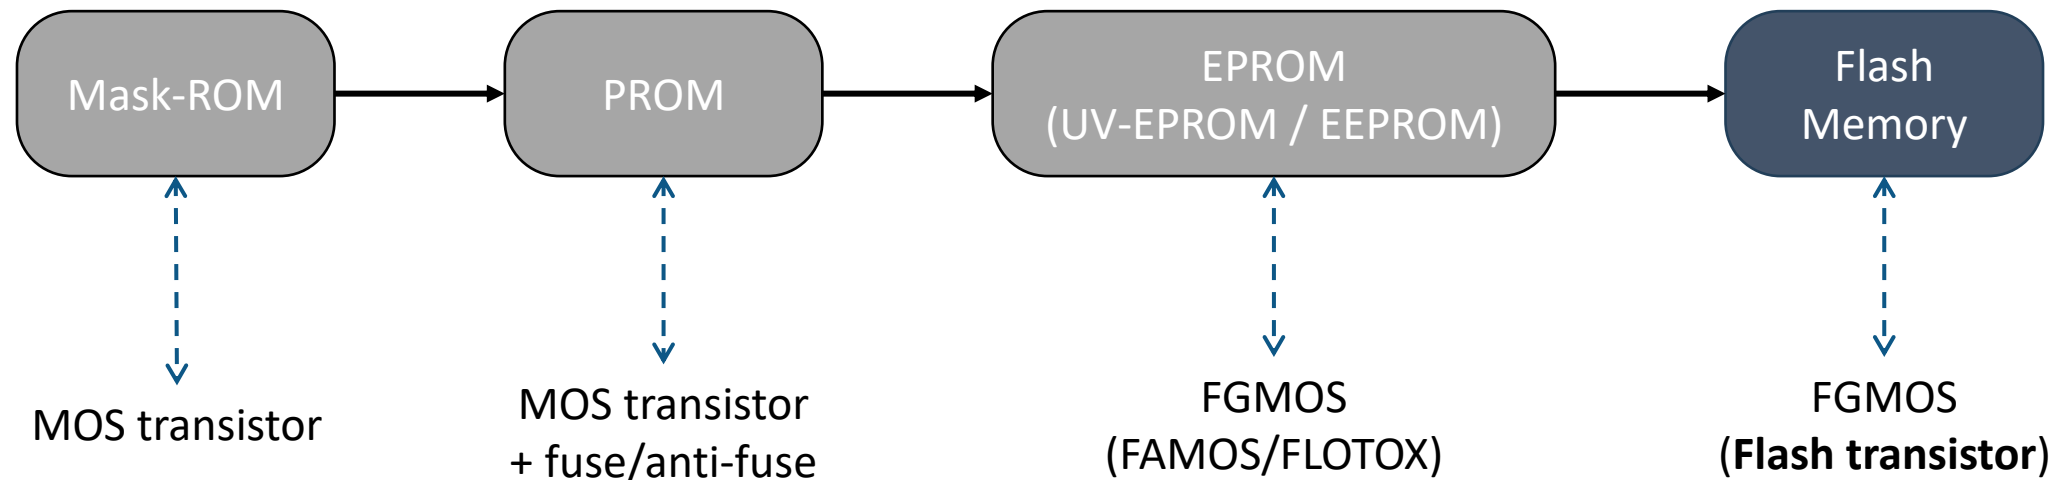 Mask-ROM
PROM
EPROM
(UV-EPROM / EEPROM)
Flash
Memory
MOS transistor
MOS transistor
+ fuse/anti-fuse
FGMOS
(FAMOS/FLOTOX)
FGMOS
(Flash transistor)